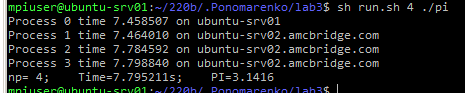 mpiuser@ubuntu-srv01:~/220b/.Ponomarenko/lab3$ sh run.sh 4 ./pi
Process 0 time 7.458507 on ubuntu-srv01
Process 1 time 7.464010 on ubuntu-srv02.amcbridge.com
Process 2 time 7.784592 on ubuntu-srv02.amcbridge.com
Process 3 time 7.798840 on ubuntu-srv02.amcbridge.com
np= 4;    Time=7.795211s;    PI=3.1416
mpiuser@ubuntu-srv01:~/220b/.Ponomarenko/lab3$